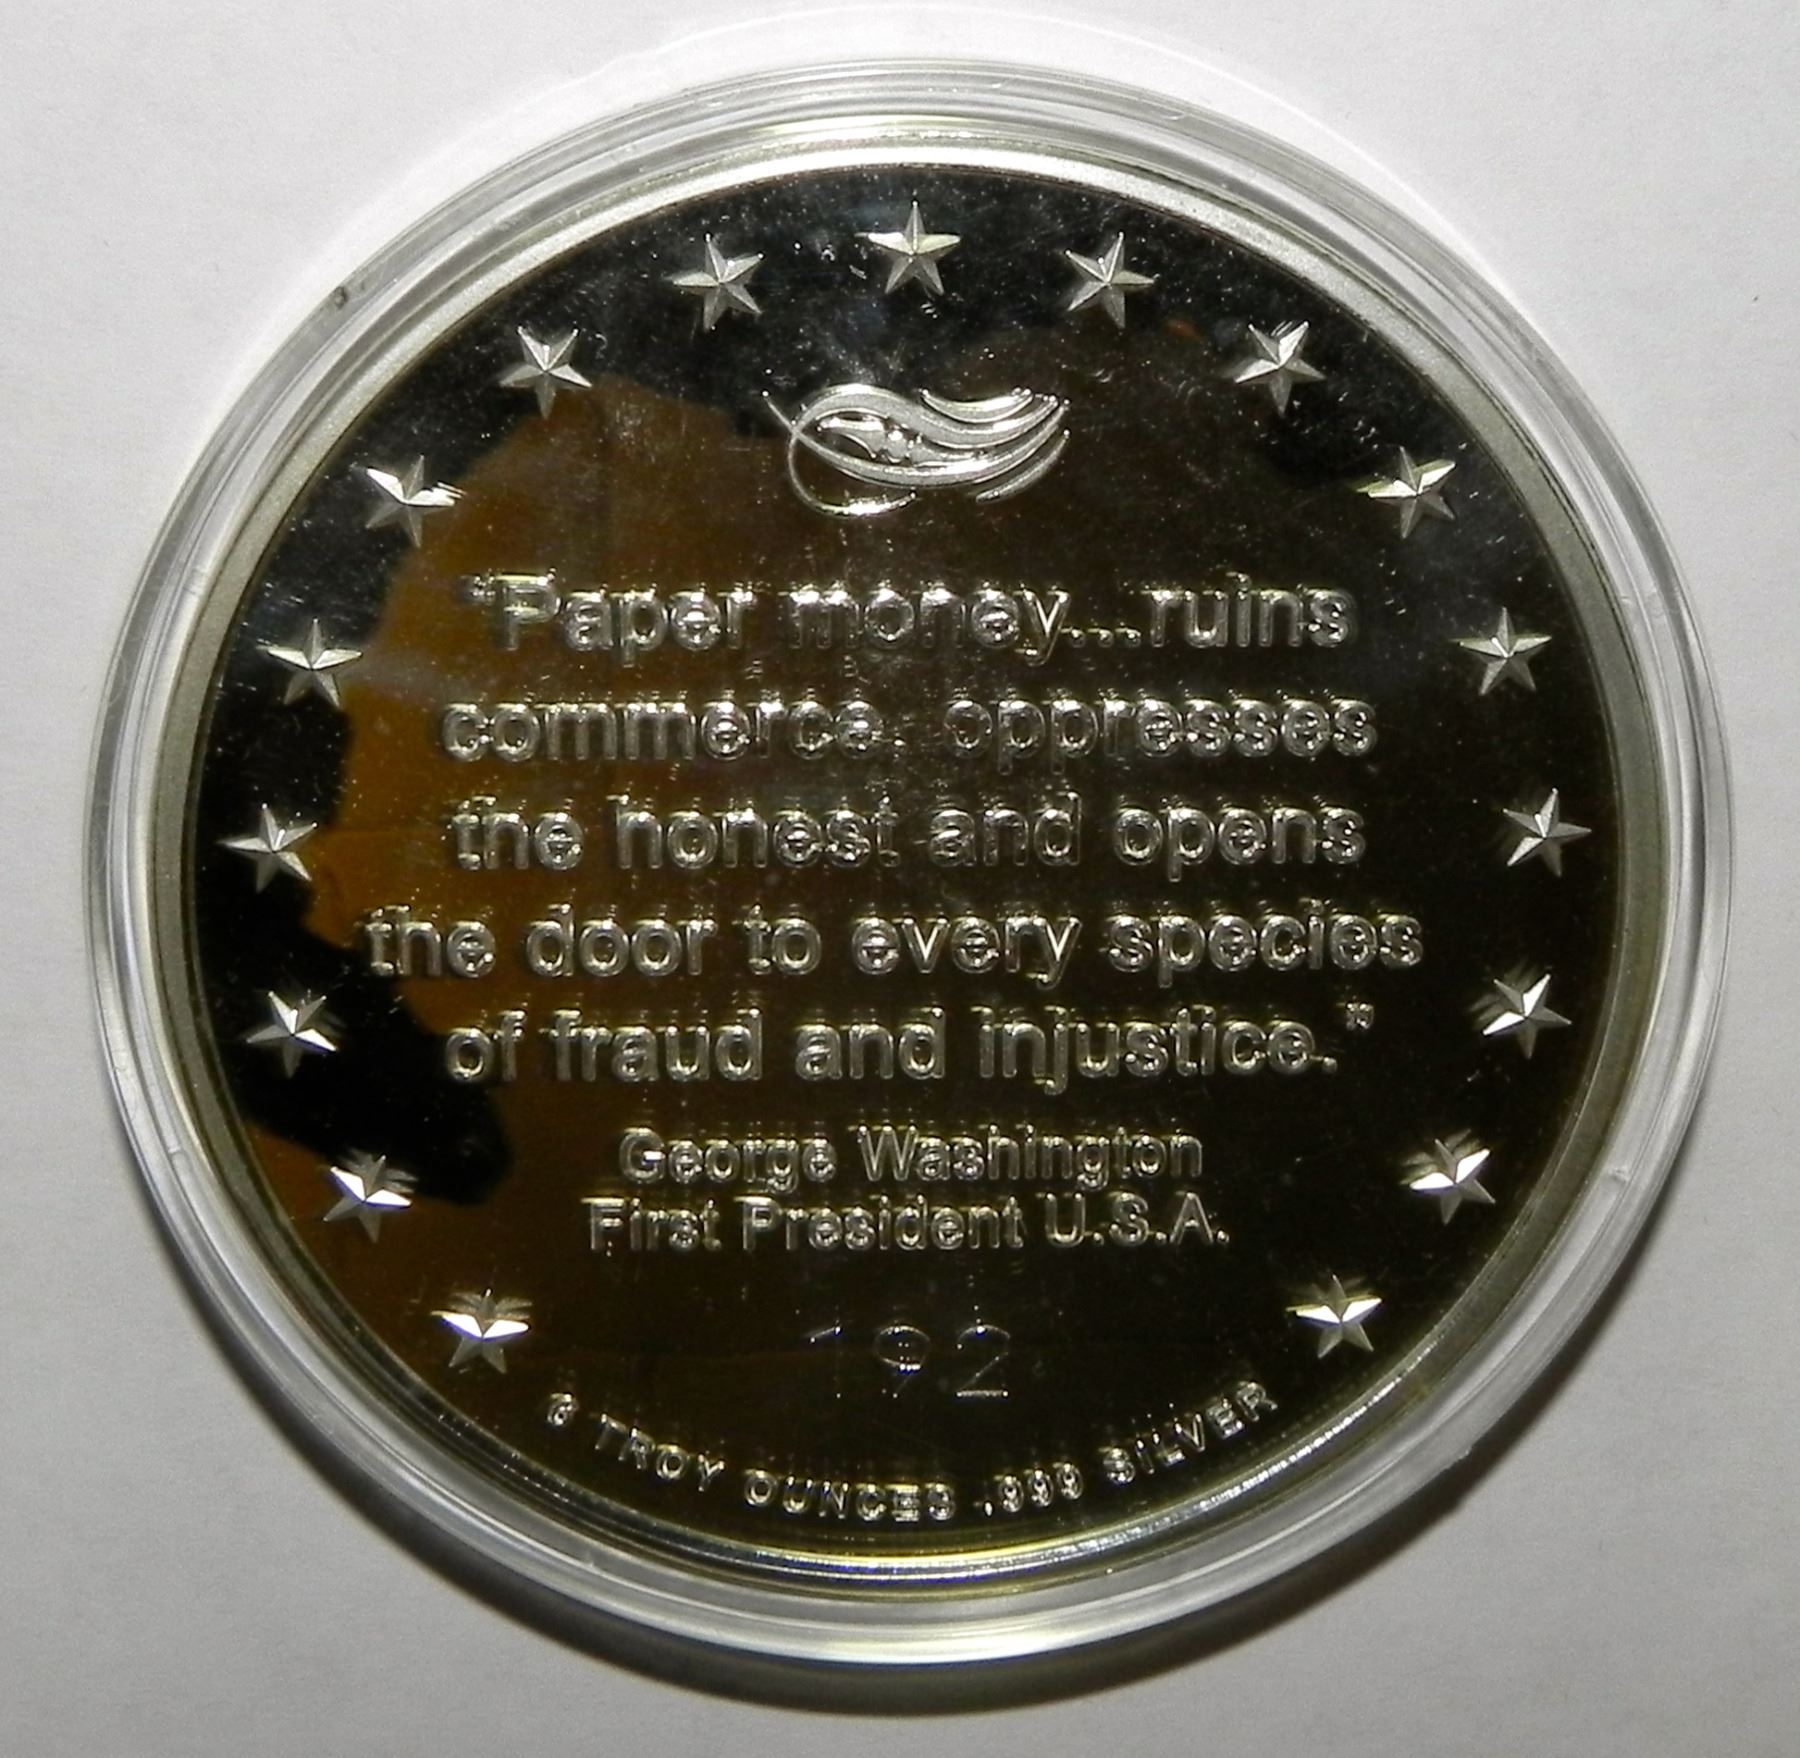 "Paper money...ruins
commerce, oppresses
the honest and opens
the door to every species
of fraud and injustice."
George Washington
First President U.S.A.
192
TROY OUNCES .999 SILVER